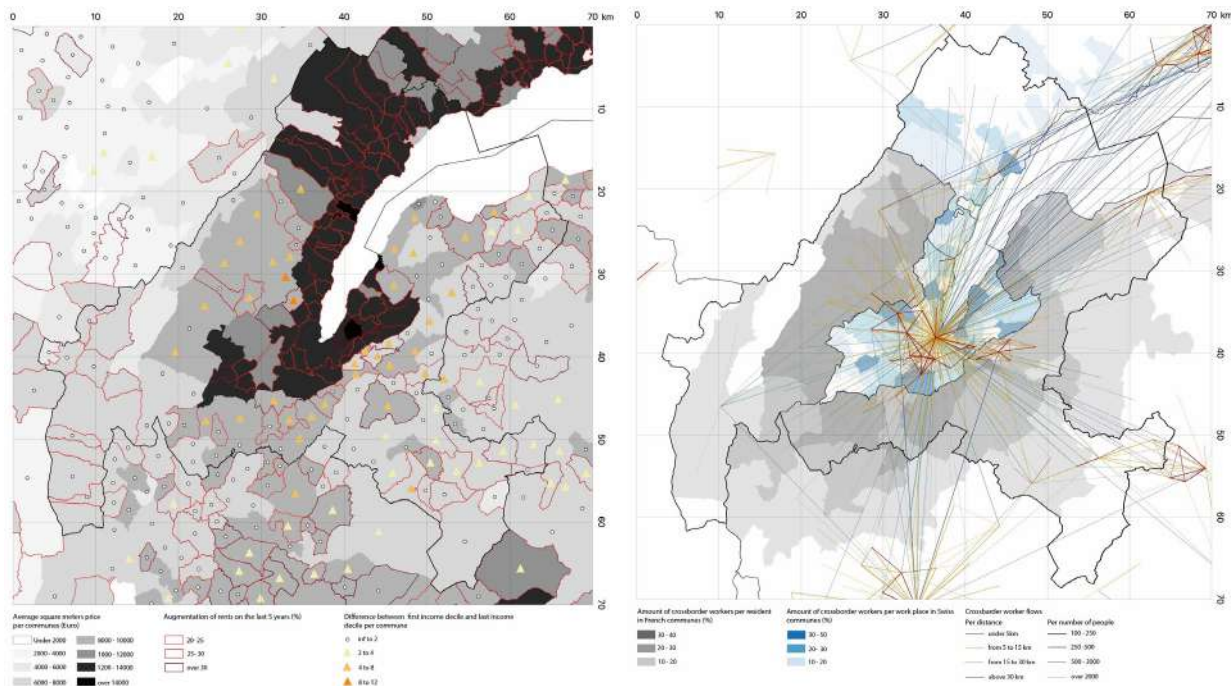 0 10 20 30 40 50 60 70 km
10
20
30
40
50
60
70
Average square meters price
per communes (Euro)
Under 2000
2000 - 4000
4000 - 6000
6000 - 8000
8000 - 10000
1000 - 12000
1200 - 14000
over 14000
Augmentation of rents on the last 5 years (%)
20- 25
25- 30
over 30
Difference between first income decile and last income
decile per commune
inf to 2
2 to 4
4 to 8
8 to 12
0 10 20 30 40 50 60 70 km
10
20
30
40
50
60
70
Amount of crossborder workers per resident
in French communes (%)
30 - 40
20 - 30
10 - 20
Amount of crossborder workers per work place in Swiss
communes (%)
30 - 50
20 - 30
10 - 20
Crossbarder worker flows
Per distance
under 5km
from 5 to 15 km
from 15 to 30 km
above 30 km
Per number of people
100 - 250
250 -500
500 - 2000
over 2000